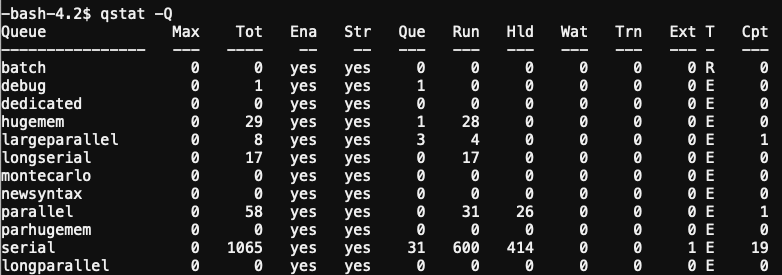 -bash-4.2$ qstat -Q
Queue              Max    Tot   Ena   Str   Que   Run   Hld   Wat   Trn   Ext T   Cpt
----------------   ---   ----    --    --   ---   ---   ---   ---   ---   --- -   ---
batch                0      0   yes   yes     0     0     0     0     0     0 R     0
debug                0      1   yes   yes     1     0     0     0     0     0 E     0
dedicated            0      0   yes   yes     0     0     0     0     0     0 E     0
hugemem              0     29   yes   yes     1    28     0     0     0     0 E     0
largeparallel        0      8   yes   yes     3     4     0     0     0     0 E     1
longserial           0     17   yes   yes     0    17     0     0     0     0 E     0
montecarlo           0      0   yes   yes     0     0     0     0     0     0 E     0
newsyntax            0      0   yes   yes     0     0     0     0     0     0 E     0
parallel             0     58   yes   yes     0    31    26     0     0     0 E     1
parhugemem           0      0   yes   yes     0     0     0     0     0     0 E     0
serial               0   1065   yes   yes    31   600   414     0     0     1 E    19
longparallel         0      0   yes   yes     0     0     0     0     0     0 E     0